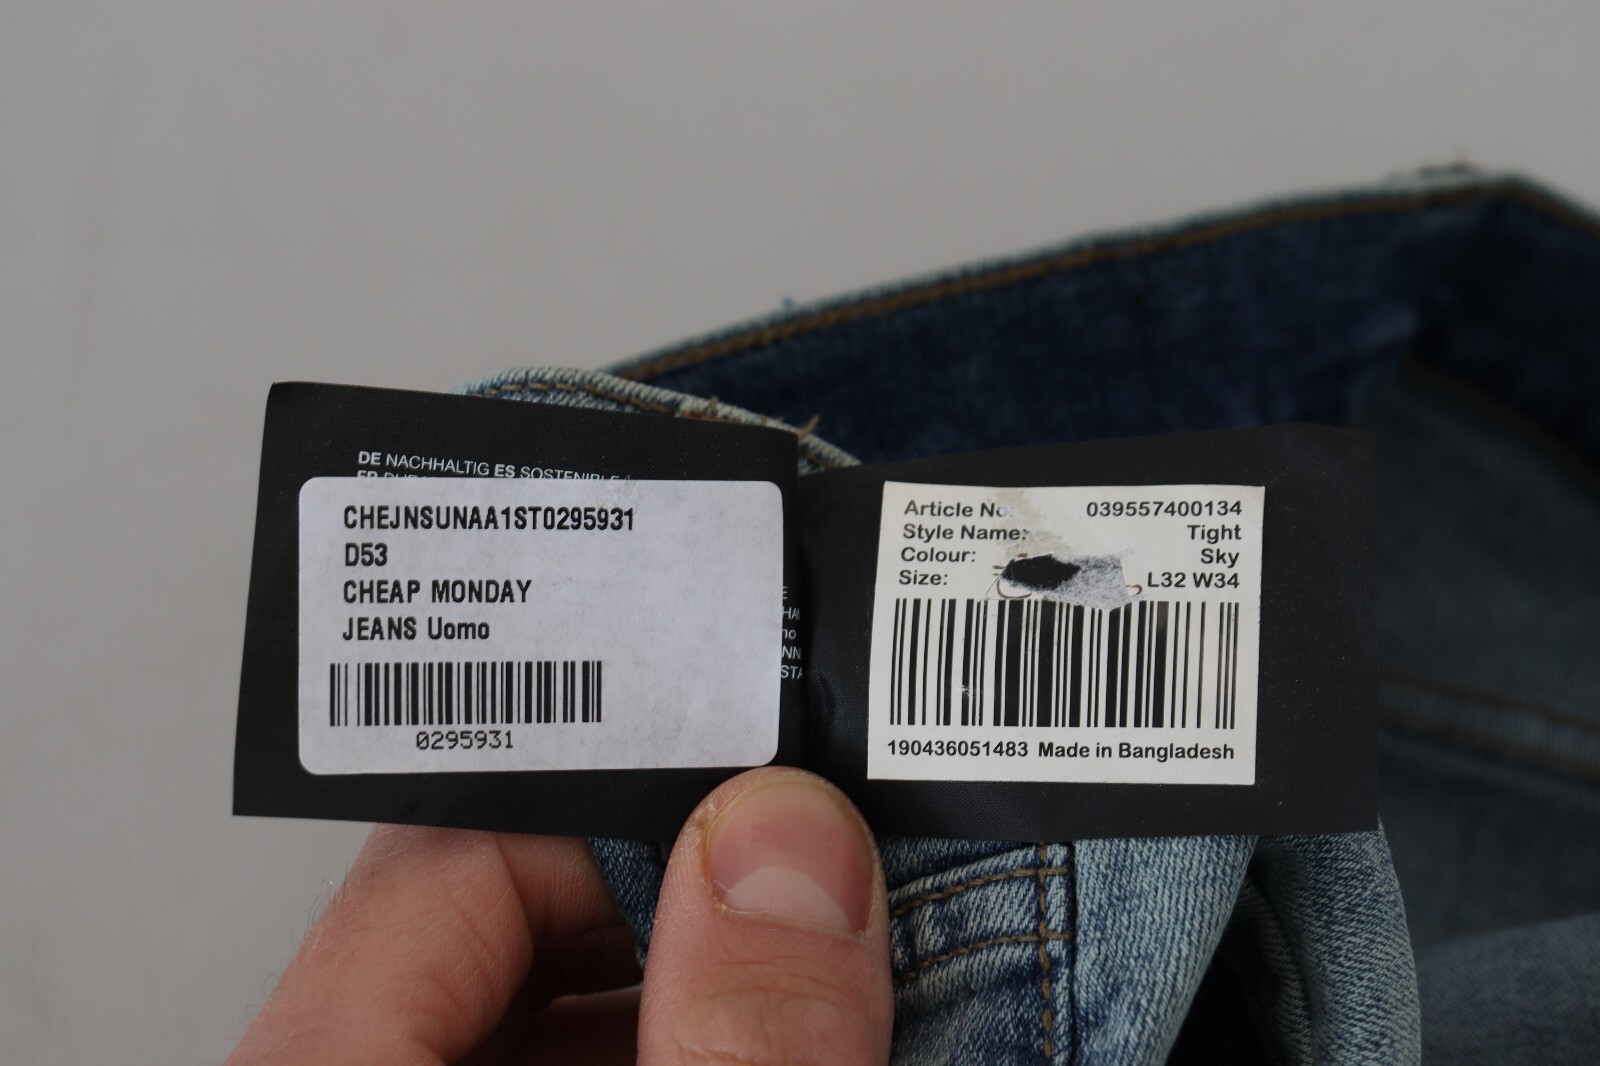 DE NACHHALTIG ES SOSTENIBLE
CHEJNSUNAA1ST0295931
D53
CHEAP MONDAY
JEANS Uomo
0295931
Article No: 039557400134
Style Name: Tight
Colour: Sky
Size: L32 W34
190436051483 Made in Bangladesh